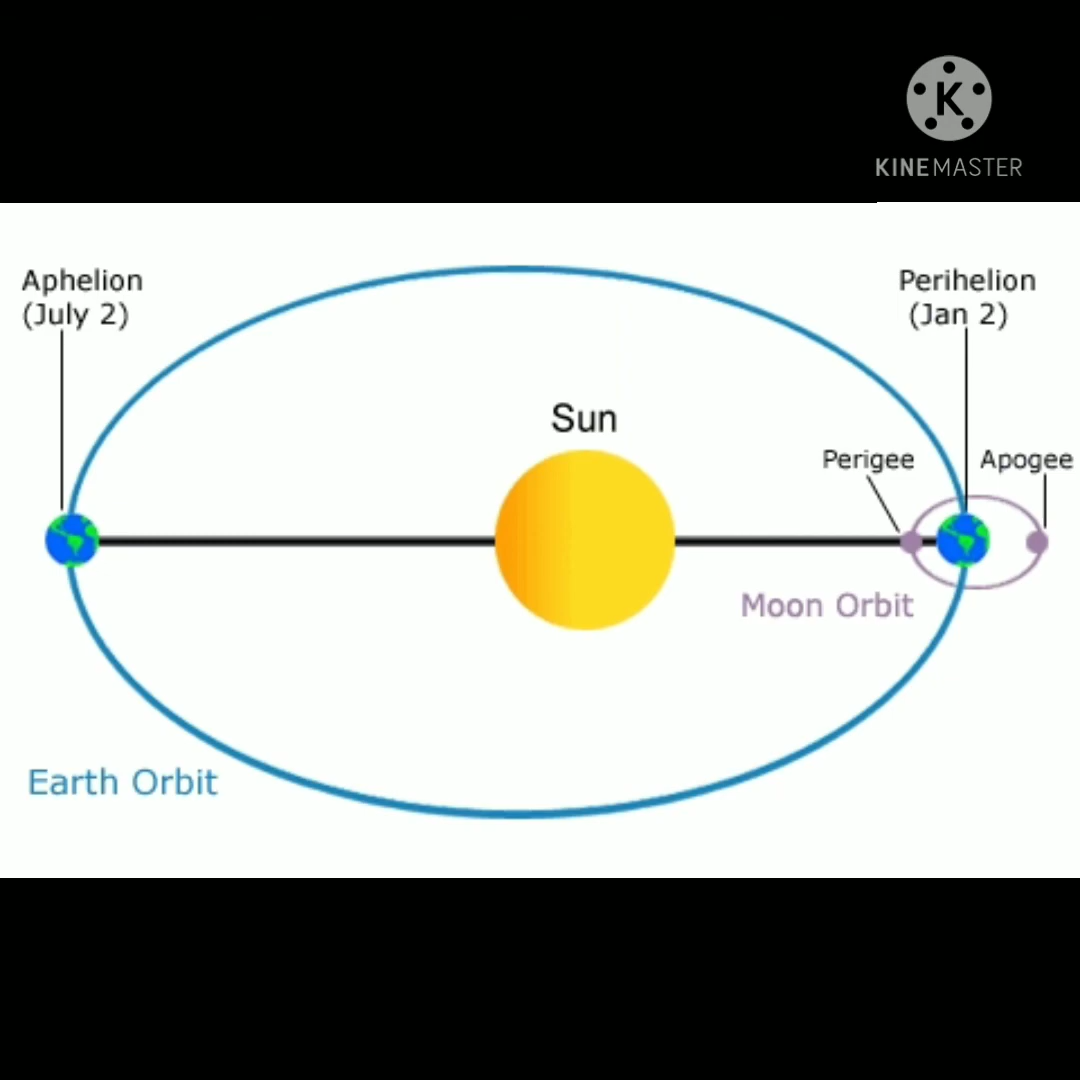 K
KINEMASTER
Aphelion
(July 2)
Perihelion
(Jan 2)
Sun
Perigee
Apogee
Moon Orbit
Earth Orbit